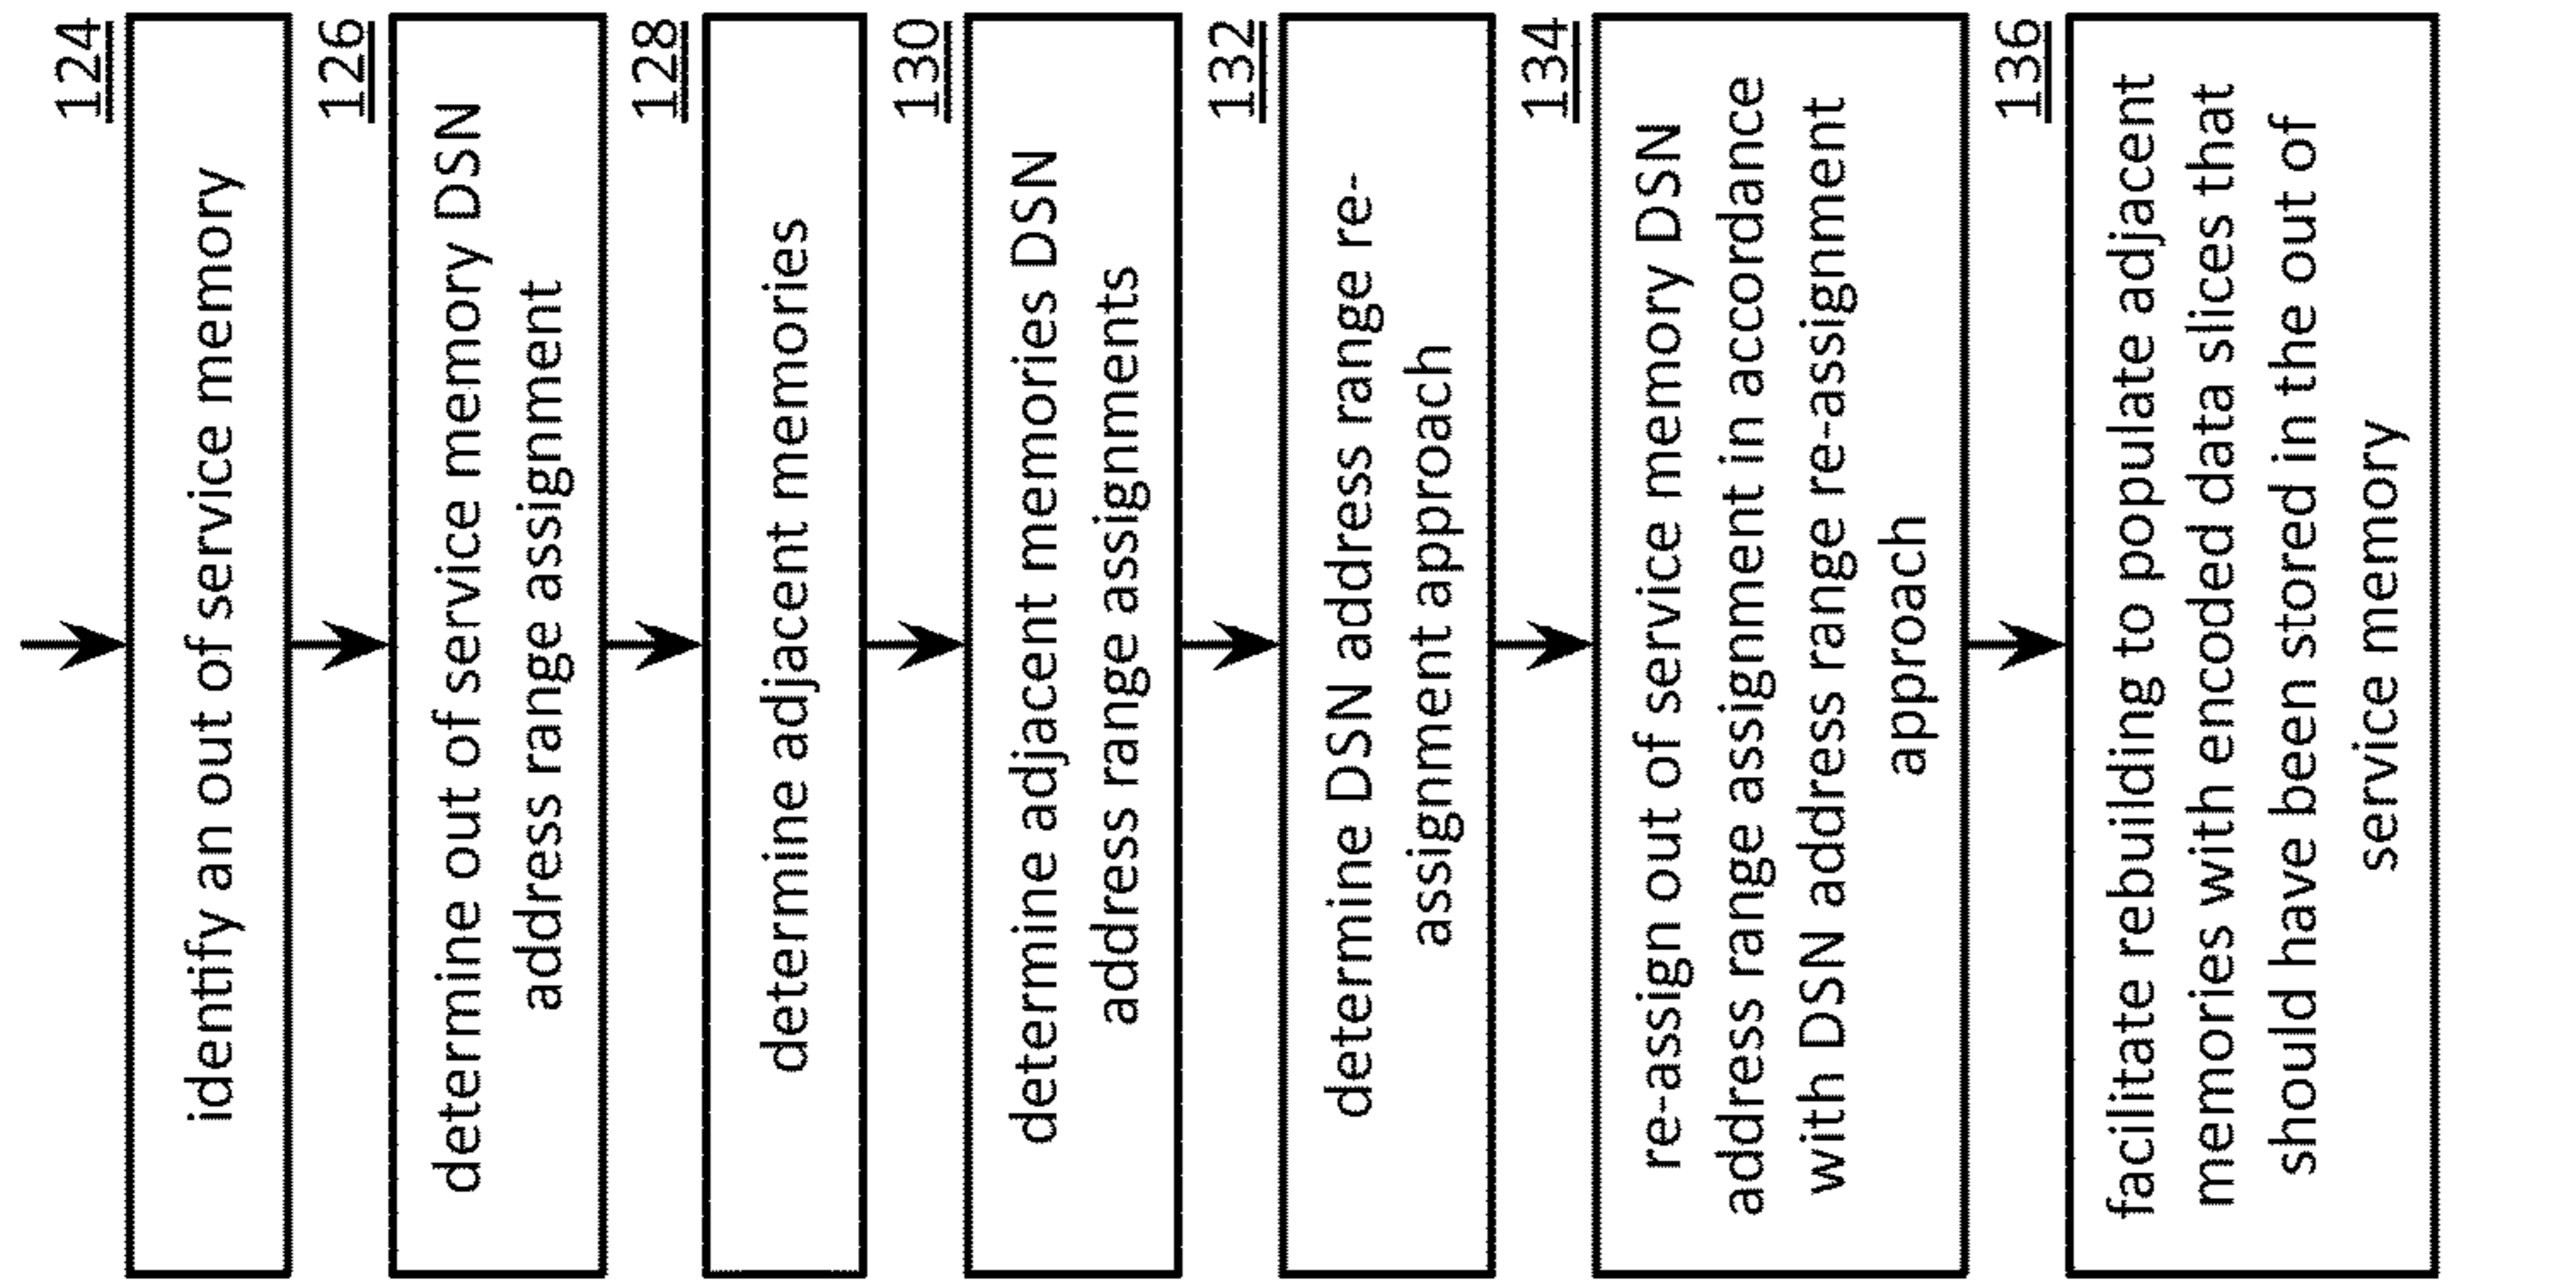 124
identify an out of service memory
126
determine out of service memory DSN
address range assignment
128
determine adjacent memories
130
determine adjacent memories DSN
address range assignments
132
determine DSN address range re-
assignment approach
134
re-assign out of service memory DSN
address range assignment in accordance
with DSN address range re-assignment
approach
136
facilitate rebuilding to populate adjacent
memories with encoded data slices that
should have been stored in the out of
service memory